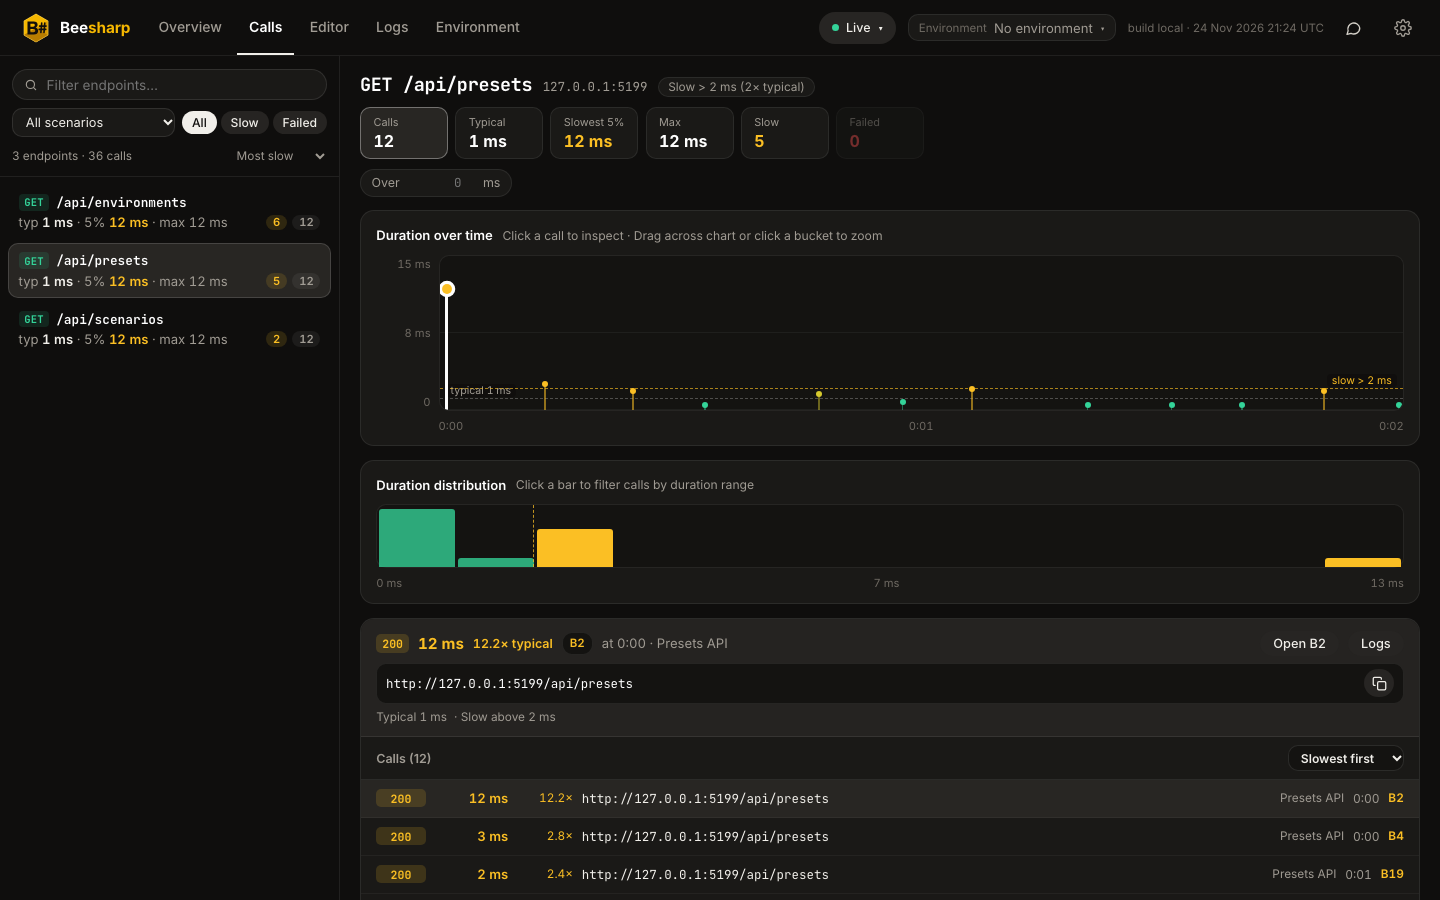 B# Beesharp Overview Calls Editor Logs Environment Live Environment No environment build local · 24 Nov 2026 21:24 UTC
Filter endpoints...
All scenarios All Slow Failed
3 endpoints · 36 calls Most slow
GET /api/environments
typ 1 ms · 5% 12 ms · max 12 ms 6 12
GET /api/presets
typ 1 ms · 5% 12 ms · max 12 ms 5 12
GET /api/scenarios
typ 1 ms · 5% 12 ms · max 12 ms 2 12
GET /api/presets 127.0.0.1:5199 Slow > 2 ms (2× typical)
Calls Typical Slowest 5% Max Slow Failed
12 1 ms 12 ms 12 ms 5 0
Over 0 ms
Duration over time Click a call to inspect · Drag across chart or click a bucket to zoom
15 ms
8 ms
slow > 2 ms
typical 1 ms
0
0:00 0:01 0:02
Duration distribution Click a bar to filter calls by duration range
0 ms 7 ms 13 ms
200 12 ms 12.2× typical B2 at 0:00 · Presets API Open B2 Logs
http://127.0.0.1:5199/api/presets
Typical 1 ms · Slow above 2 ms
Calls (12) Slowest first
200 12 ms 12.2× http://127.0.0.1:5199/api/presets Presets API 0:00 B2
200 3 ms 2.8× http://127.0.0.1:5199/api/presets Presets API 0:00 B4
200 2 ms 2.4× http://127.0.0.1:5199/api/presets Presets API 0:01 B19